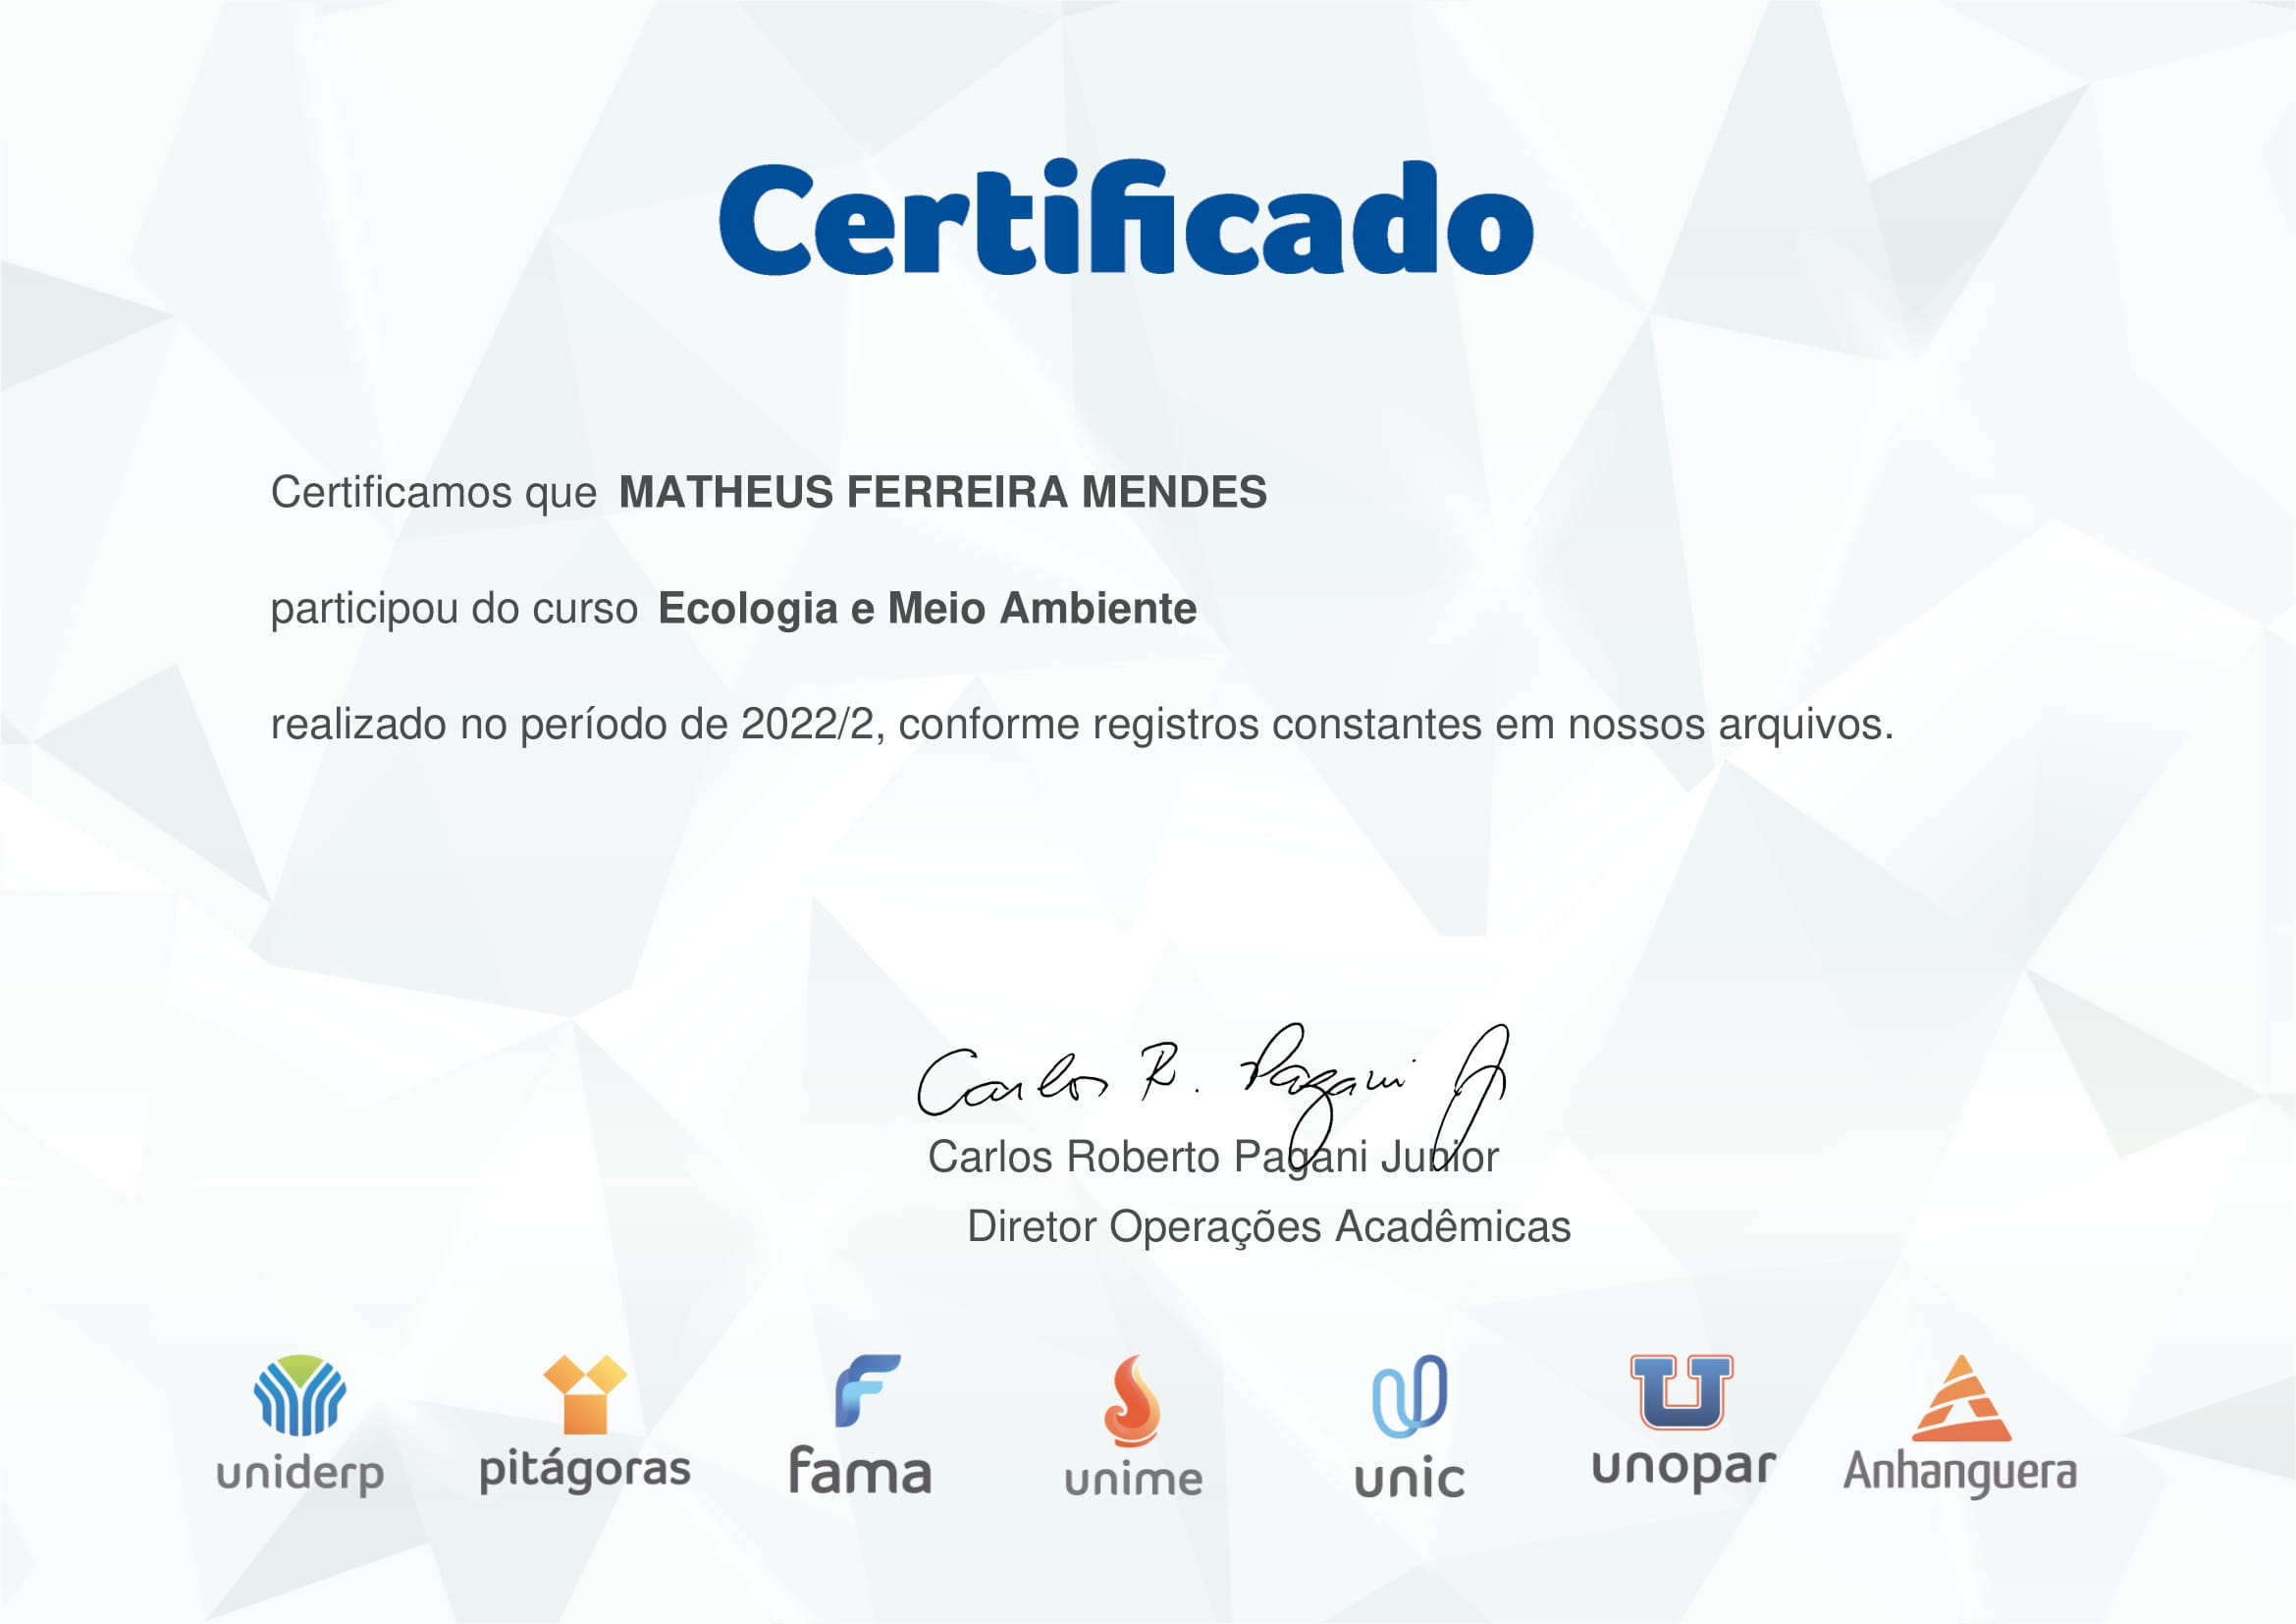 Certificado
Certificamos que MATHEUS FERREIRA MENDES
participou do curso Ecologia e Meio Ambiente
realizado no período de 2022/2, conforme registros constantes em nossos arquivos.
Carlos R. Pagani Jr
Carlos Roberto Pagani Junior
Diretor Operações Acadêmicas
uniderp pitágoras fama unime unic unopar Anhanguera